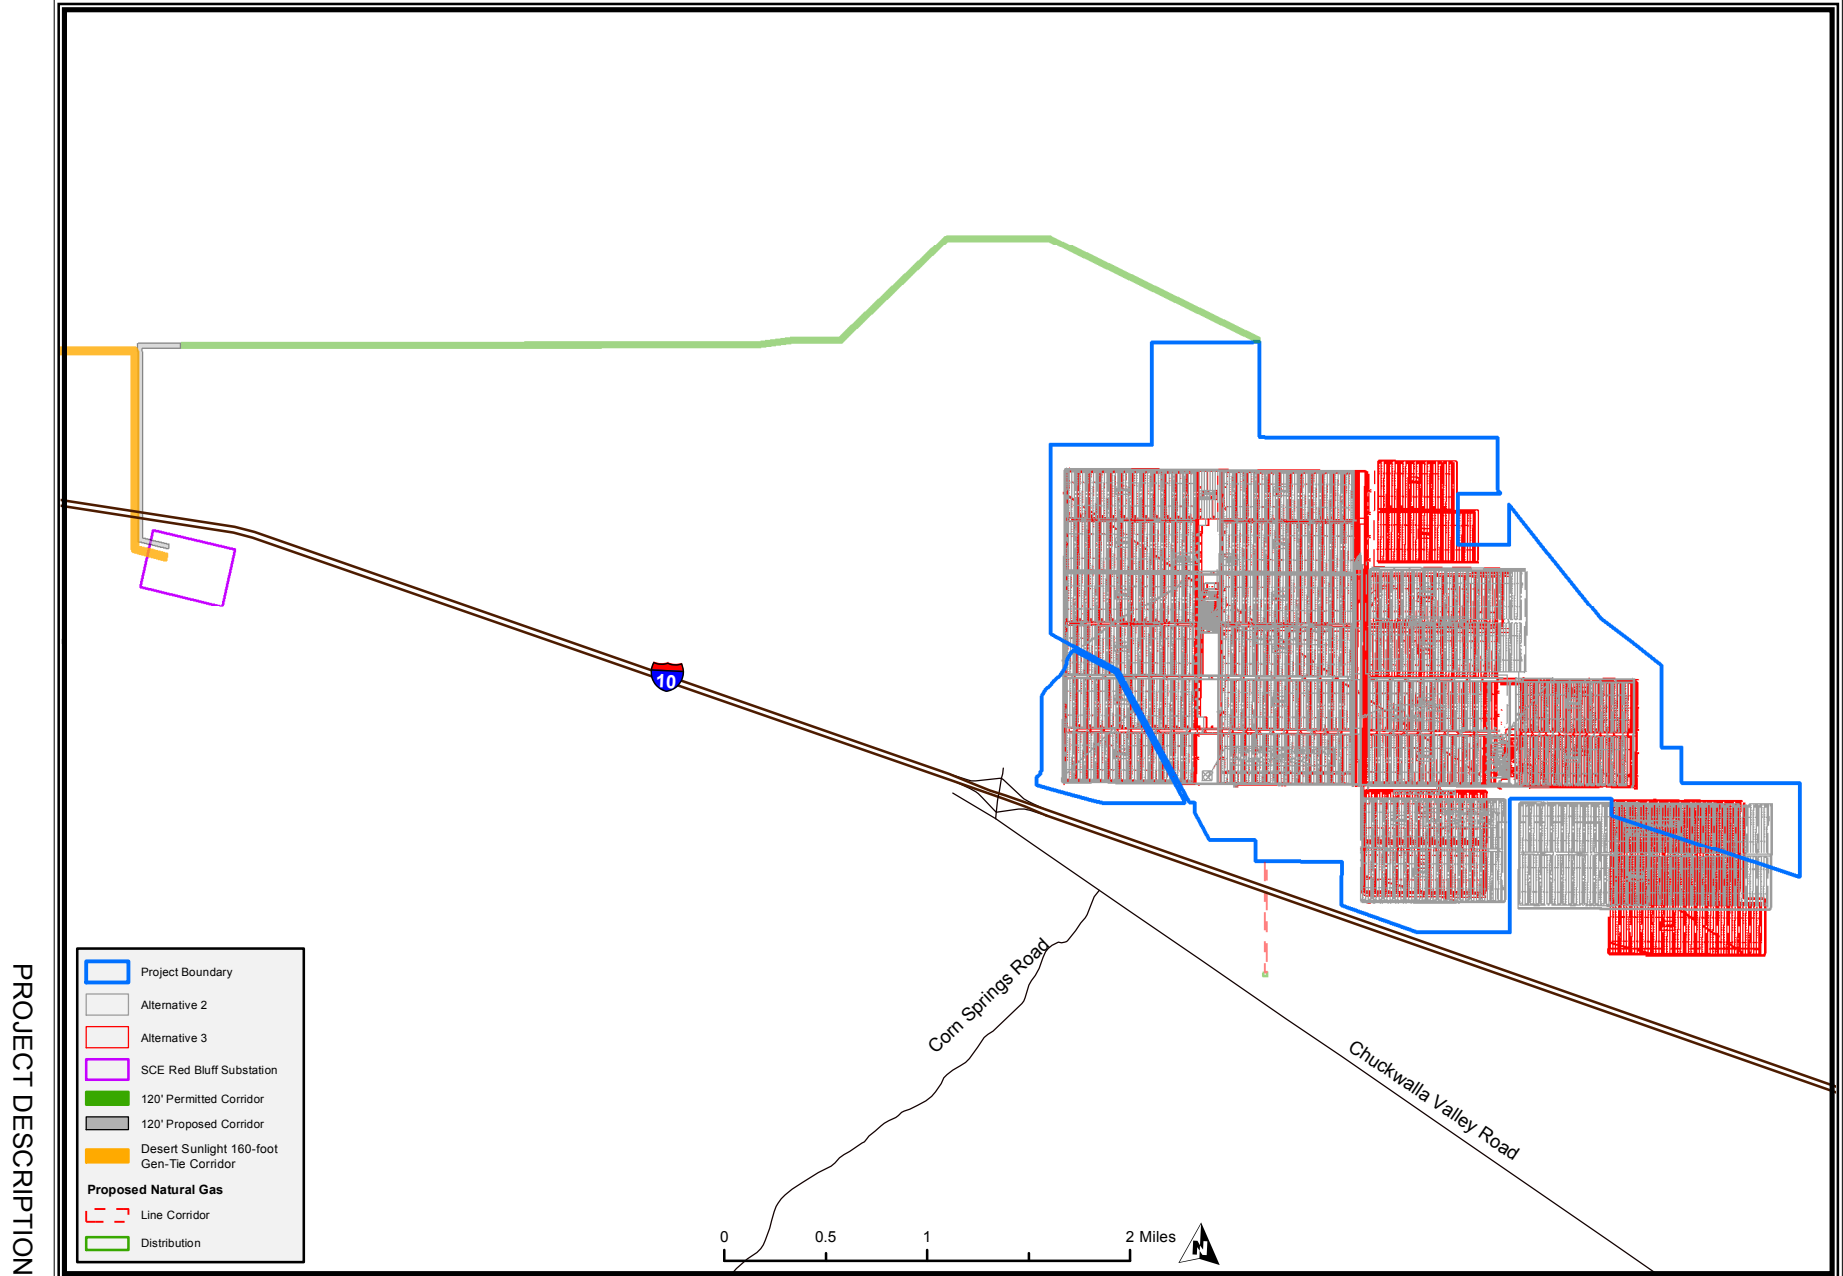 10
Corn Springs Road
Chuckwalla Valley Road
Project Boundary
Alternative 2
Alternative 3
SCE Red Bluff Substation
120' Permitted Corridor
120' Proposed Corridor
Desert Sunlight 160-foot
Gen-Tie Corridor
Proposed Natural Gas
Line Corridor
Distribution
0 0.5 1 2 Miles
N
PROJECT DESCRIPTION